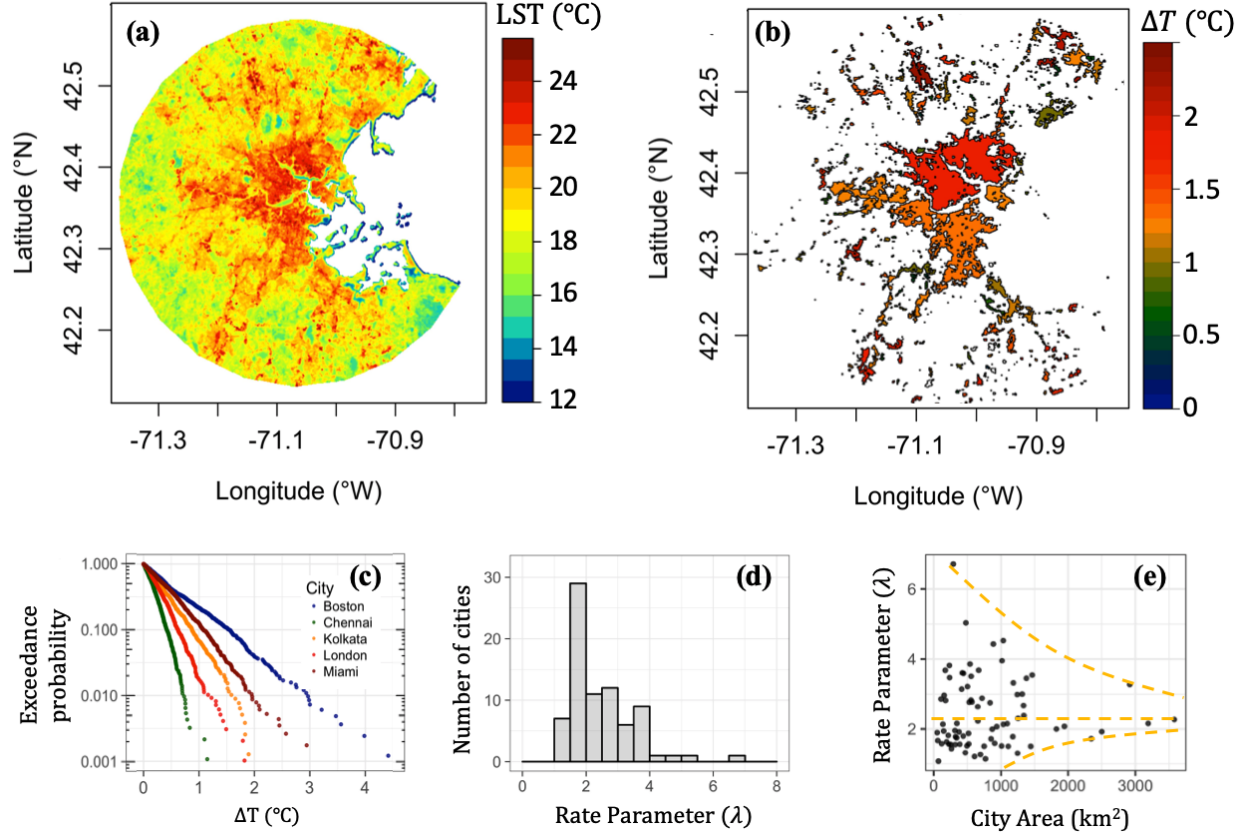 (a)
LST (°C)
24
22
20
18
16
14
12
42.5
42.4
42.3
42.2
Latitude (°N)
-71.3
-71.1
-70.9
Longitude (°W)
(b)
ΔT (°C)
2
1.5
1
0.5
0
42.5
42.4
42.3
42.2
Latitude (°N)
-71.3
-71.1
-70.9
Longitude (°W)
(c)
Exceedance
probability
1.000
0.100
0.010
0.001
City
Boston
Chennai
Kolkata
London
Miami
0
1
2
3
4
ΔT (°C)
(d)
Number of cities
30
20
10
0
0
2
4
6
8
Rate Parameter (λ)
(e)
Rate Parameter (λ)
6
4
2
0
1000
2000
3000
City Area (km²)